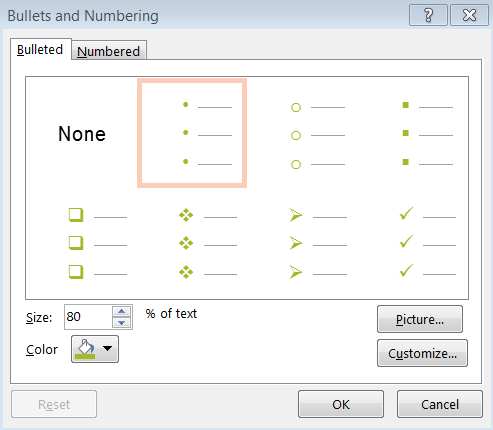 Bullets and Numbering
Bulleted Numbered
None
Size: 80 % of text
Picture...
Color
Customize...
Reset OK Cancel